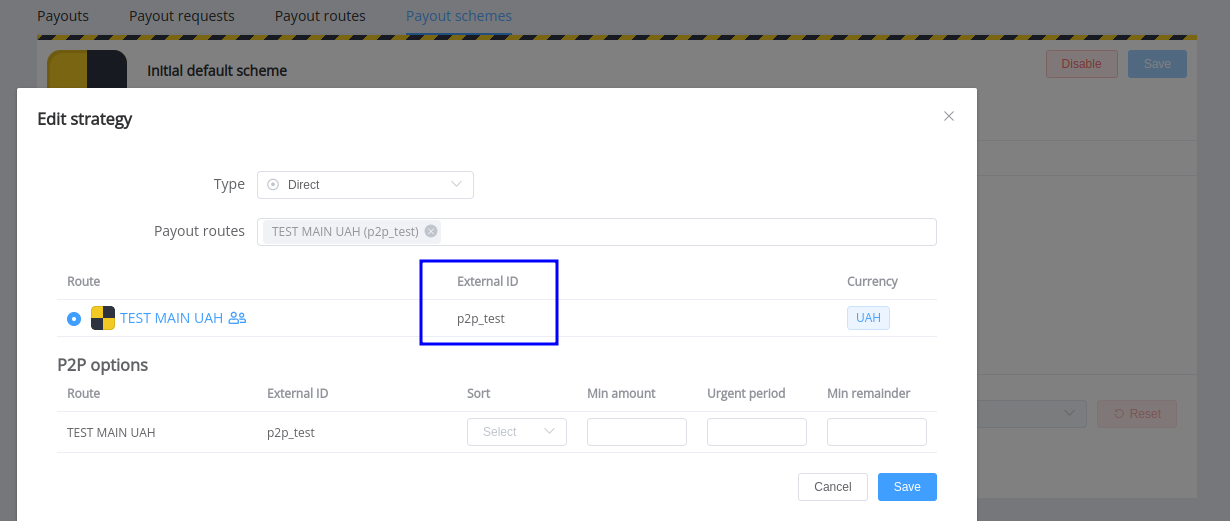 Payouts Payout requests Payout routes Payout schemes
Initial default scheme Disable Save
Edit strategy
Type Direct
Payout routes TEST MAIN UAH (p2p_test)
Route External ID Currency
TEST MAIN UAH p2p_test UAH
P2P options
Route External ID Sort Min amount Urgent period Min remainder
TEST MAIN UAH p2p_test Select
Reset
Cancel Save